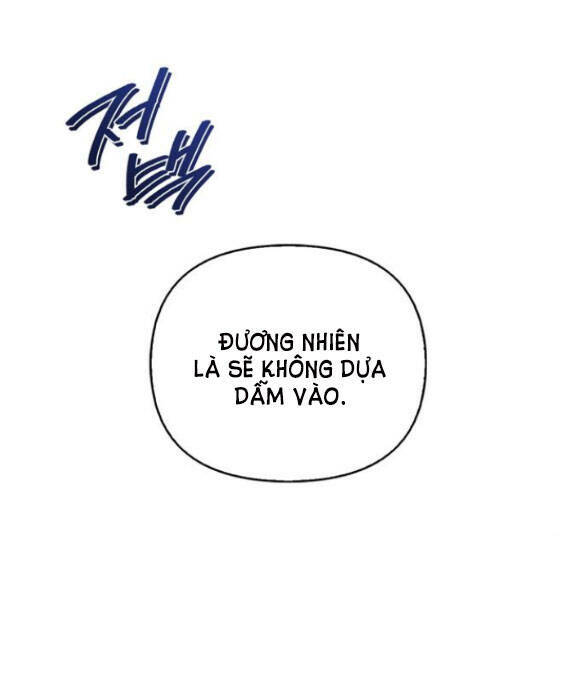 저
벅
ĐƯƠNG NHIÊN
LÀ SẼ KHÔNG DỰA
DẪM VÀO.